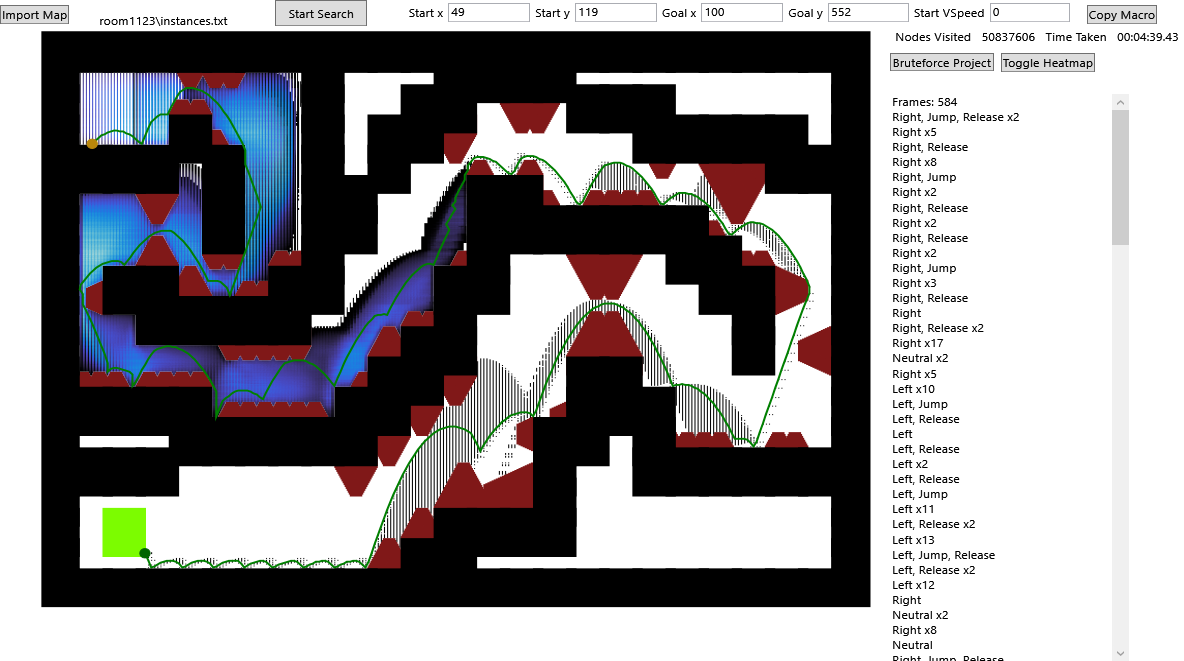 Import Map room1123\instances.txt Start Search Start x 49 Start y 119 Goal x 100 Goal y 552 Start VSpeed 0 Copy Macro
Nodes Visited 50837606 Time Taken 00:04:39.43
Bruteforce Project Toggle Heatmap
Frames: 584
Right, Jump, Release x2
Right x5
Right, Release
Right x8
Right, Jump
Right x2
Right, Release
Right x2
Right, Release
Right x2
Right, Jump
Right x3
Right, Release
Right
Right, Release x2
Right x17
Neutral x2
Right x5
Left x10
Left, Jump
Left, Release
Left
Left, Release
Left x2
Left, Release
Left, Jump
Left x11
Left, Release x2
Left x13
Left, Jump, Release
Left, Release x2
Left x12
Right
Neutral x2
Right x8
Neutral
Right, Jump, Release